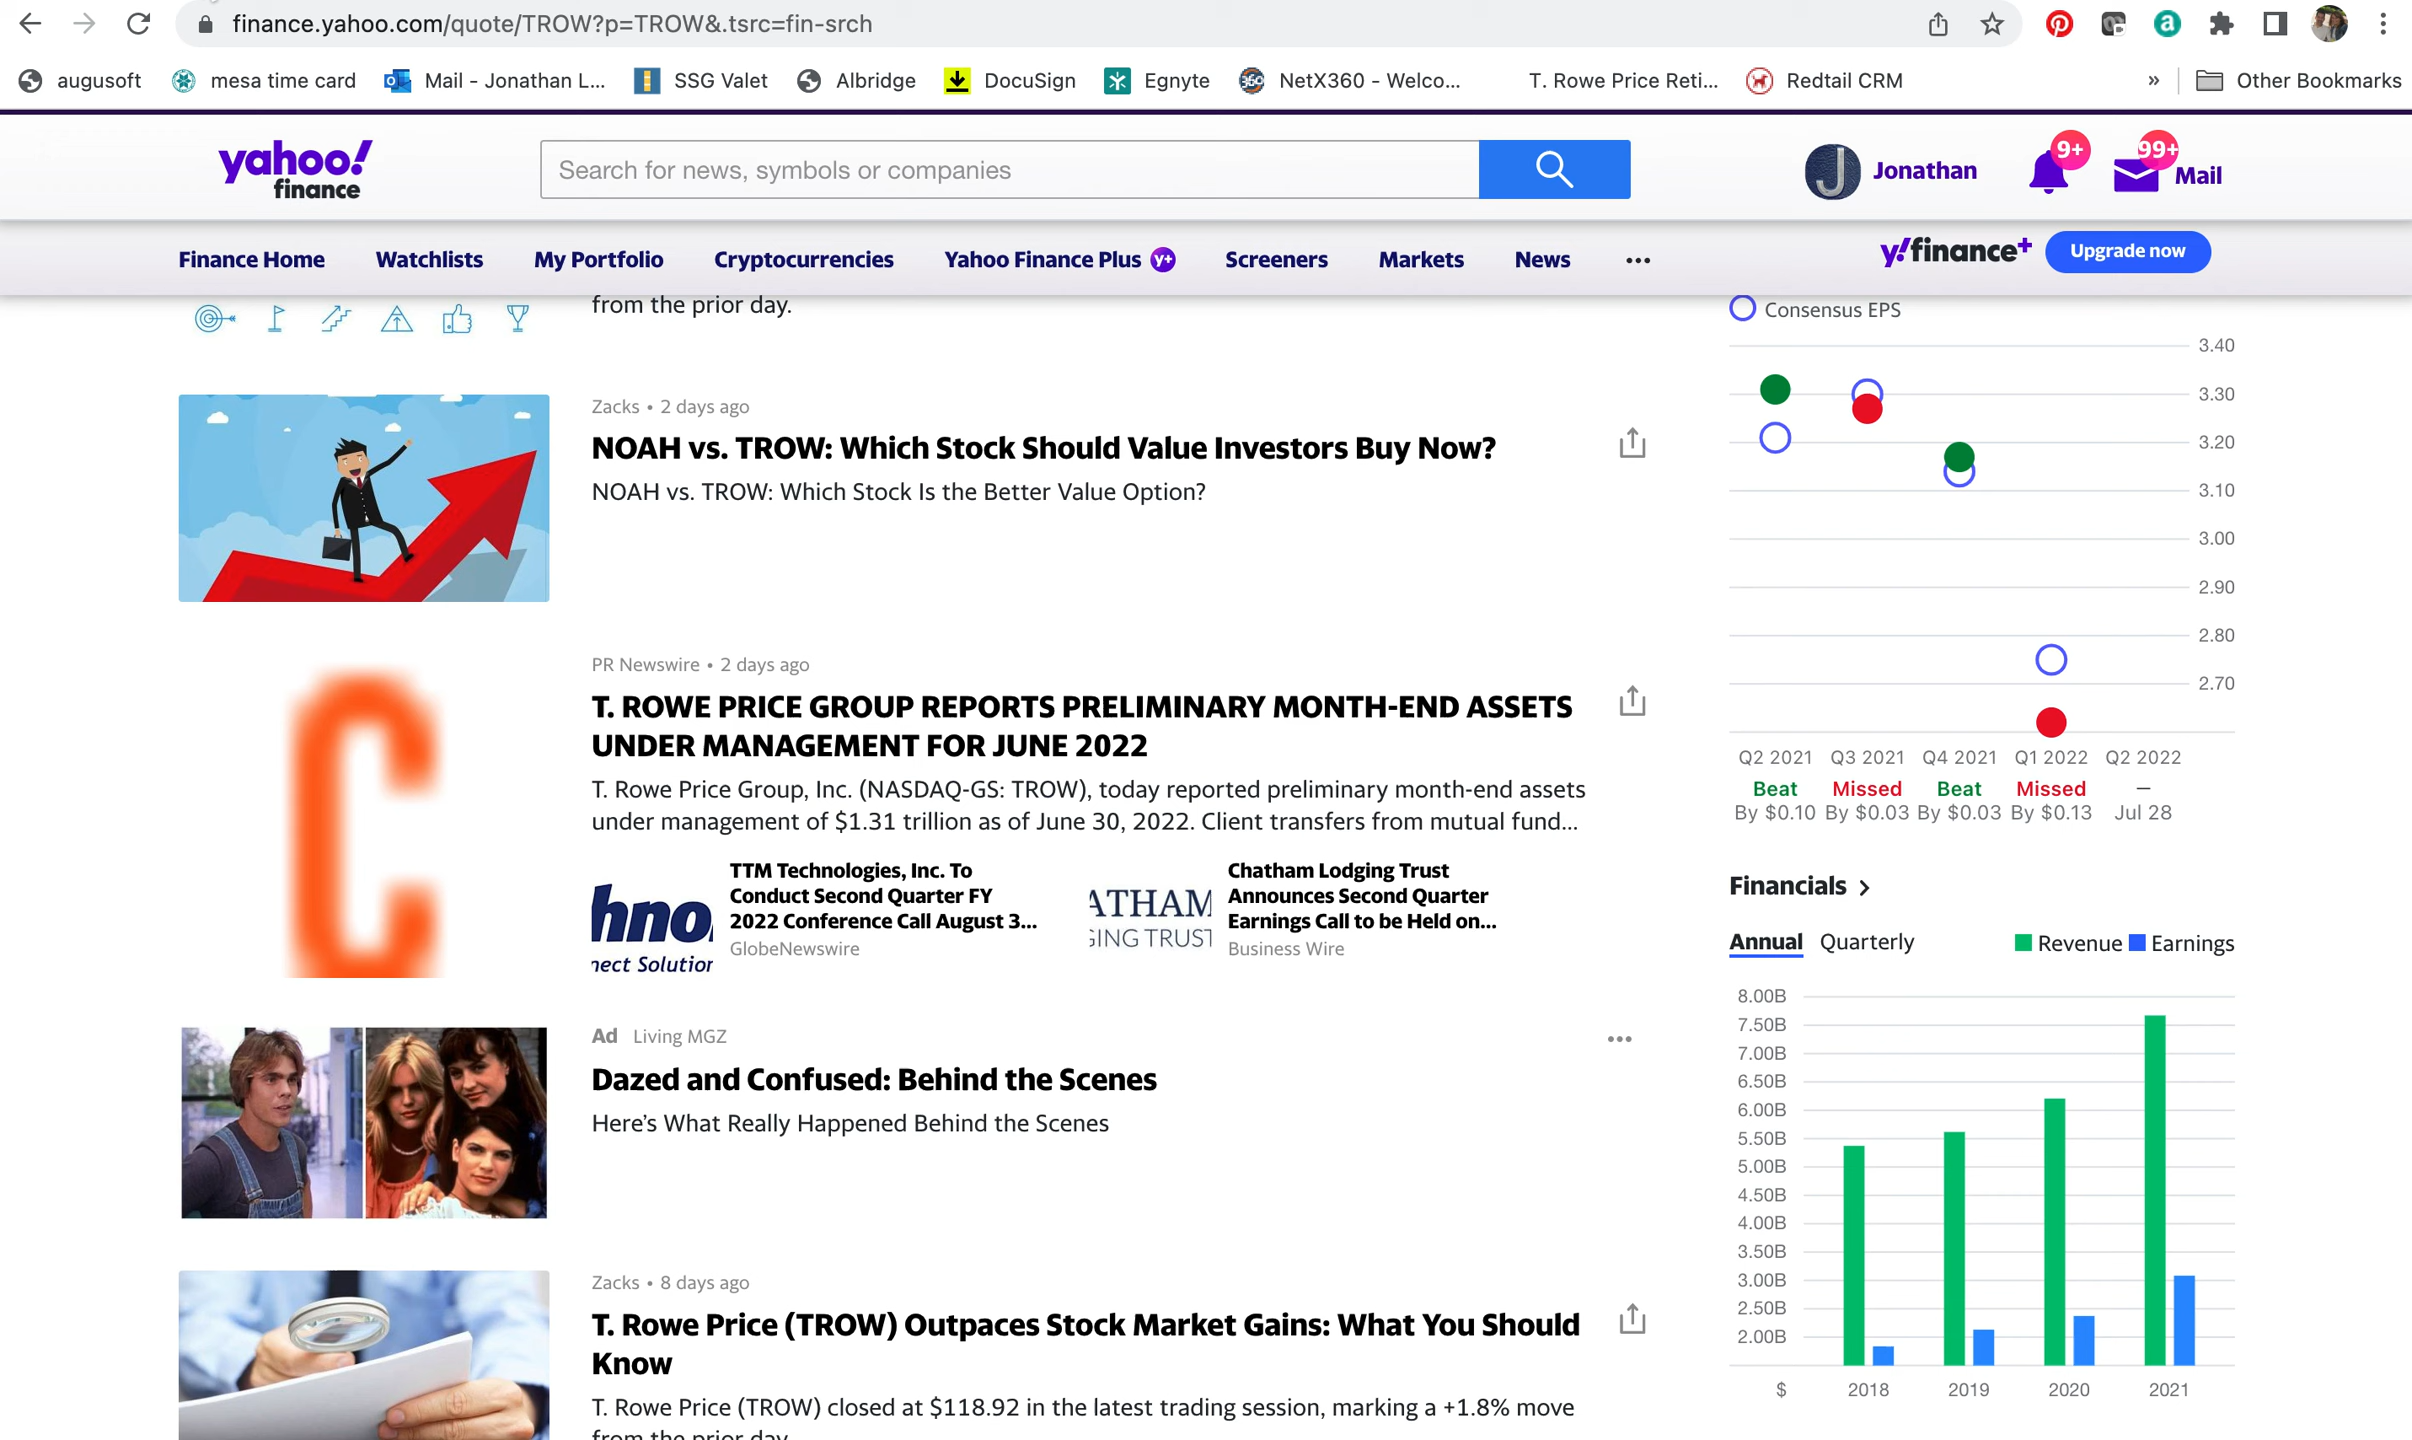 finance.yahoo.com/quote/TROW?p=TROW&.tsrc=fin-srch
augusoft
mesa time card
Mail - Jonathan L...
SSG Valet
Albridge
DocuSign
Egnyte
NetX360 - Welco...
T. Rowe Price Reti...
Redtail CRM
»
Other Bookmarks
yahoo!
finance
Search for news, symbols or companies
Jonathan
9+
99+
Mail
Finance Home
Watchlists
My Portfolio
Cryptocurrencies
Yahoo Finance Plus y+
Screeners
Markets
News
y!finance+
Upgrade now
from the prior day.
Zacks • 2 days ago
NOAH vs. TROW: Which Stock Should Value Investors Buy Now?
NOAH vs. TROW: Which Stock Is the Better Value Option?
C
PR Newswire • 2 days ago
T. ROWE PRICE GROUP REPORTS PRELIMINARY MONTH-END ASSETS
UNDER MANAGEMENT FOR JUNE 2022
T. Rowe Price Group, Inc. (NASDAQ-GS: TROW), today reported preliminary month-end assets
under management of $1.31 trillion as of June 30, 2022. Client transfers from mutual fund...
hno
nect Solution
TTM Technologies, Inc. To
Conduct Second Quarter FY
2022 Conference Call August 3...
GlobeNewswire
ATHAM
GING TRUST
Chatham Lodging Trust
Announces Second Quarter
Earnings Call to be Held on...
Business Wire
Ad Living MGZ
Dazed and Confused: Behind the Scenes
Here's What Really Happened Behind the Scenes
Zacks • 8 days ago
T. Rowe Price (TROW) Outpaces Stock Market Gains: What You Should
Know
T. Rowe Price (TROW) closed at $118.92 in the latest trading session, marking a +1.8% move
from the prior day.
Consensus EPS
3.40
3.30
3.20
3.10
3.00
2.90
2.80
2.70
Q2 2021 Q3 2021 Q4 2021 Q1 2022 Q2 2022
Beat Missed Beat Missed –
By $0.10 By $0.03 By $0.03 By $0.13 Jul 28
Financials >
Annual Quarterly
Revenue Earnings
8.00B
7.50B
7.00B
6.50B
6.00B
5.50B
5.00B
4.50B
4.00B
3.50B
3.00B
2.50B
2.00B
$ 2018 2019 2020 2021